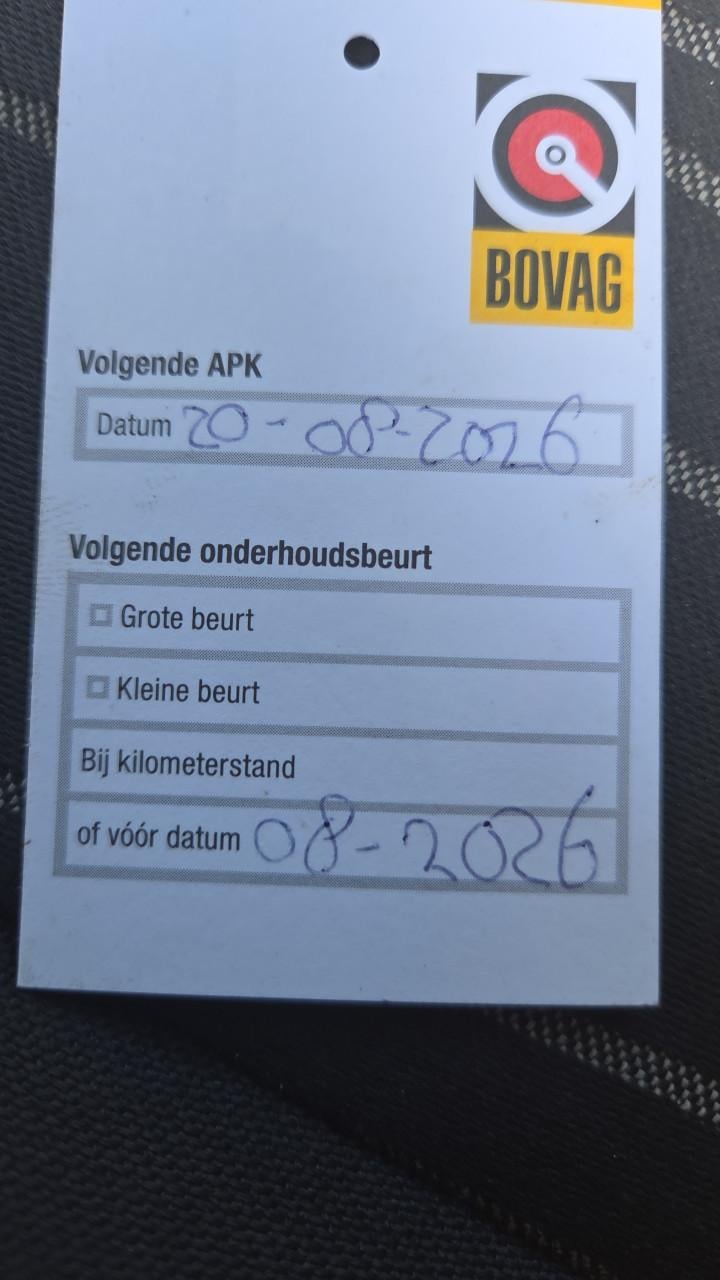 BOVAG
Volgende APK
Datum 20-08-2026
Volgende onderhoudsbeurt
Grote beurt
Kleine beurt
Bij kilometerstand
of vóór datum 08-2026